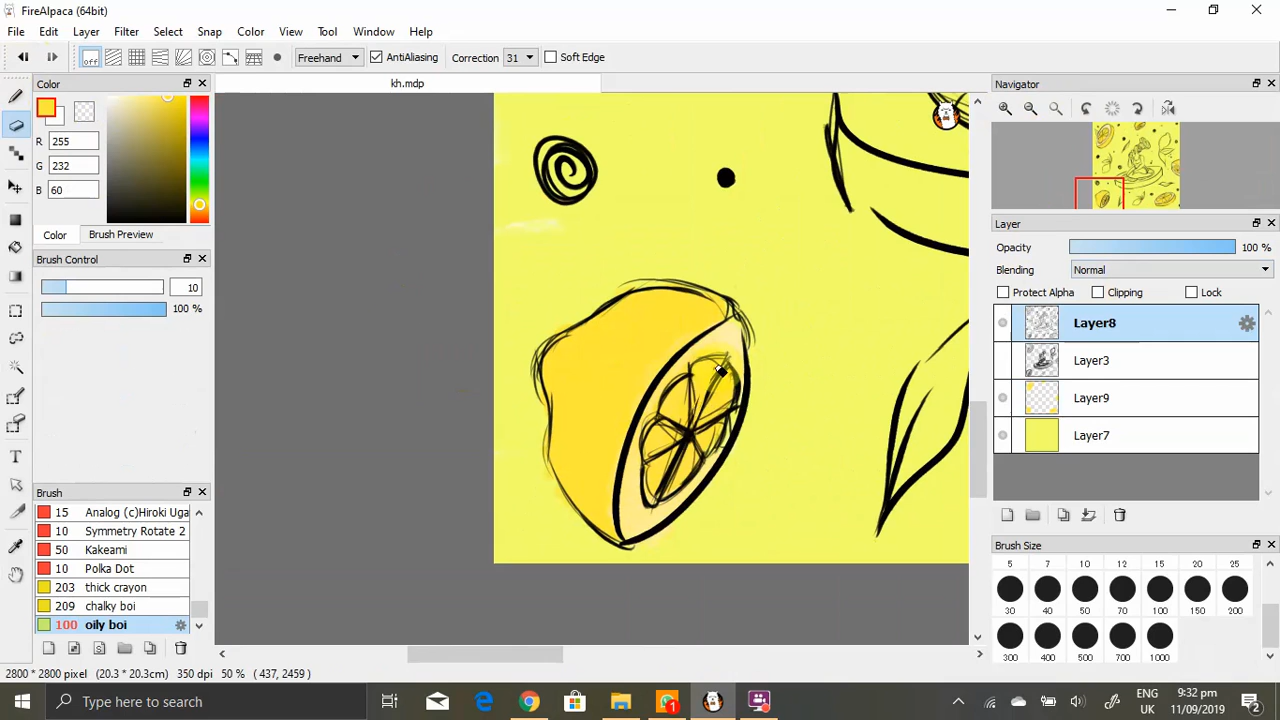 FireAlpaca (64bit)
File Edit Layer Filter Select Snap Color View Tool Window Help
off Freehand AntiAliasing Correction 31 Soft Edge
Color
kh.mdp
Navigator
R 255
G 232
B 60
Color Brush Preview
Layer
Opacity 100 %
Brush Control
Blending Normal
10
Protect Alpha Clipping Lock
100 %
Layer8
Layer3
Layer9
Layer7
Brush
15 Analog (c)Hiroki Uga
10 Symmetry Rotate 2
50 Kakeami
10 Polka Dot
203 thick crayon
209 chalky boi
100 oily boi
Brush Size
5 7 10 12 15 20 25
30 40 50 70 100 150 200
300 400 500 700 1000
2800 * 2800 pixel (20.3 * 20.3cm) 350 dpi 50 % ( 437, 2459 )
Type here to search
1
ENG
UK
9:32 pm
11/09/2019
2